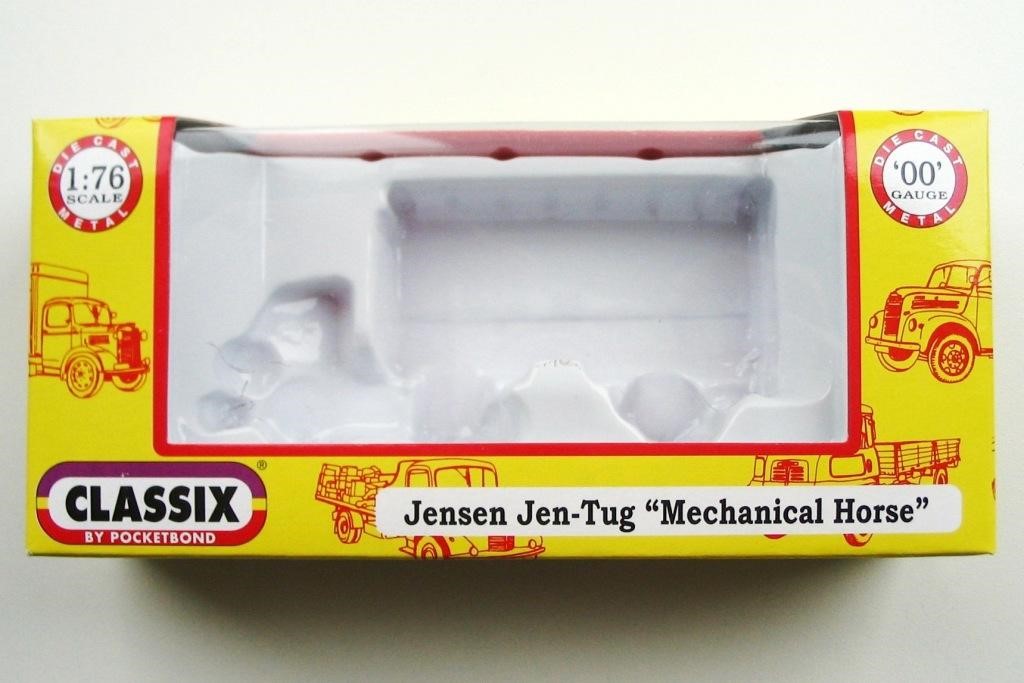 DIE CAST
1:76
SCALE
METAL
DIE CAST
'00'
GAUGE
METAL
CLASSIX®
BY POCKETBOND
Jensen Jen-Tug "Mechanical Horse"